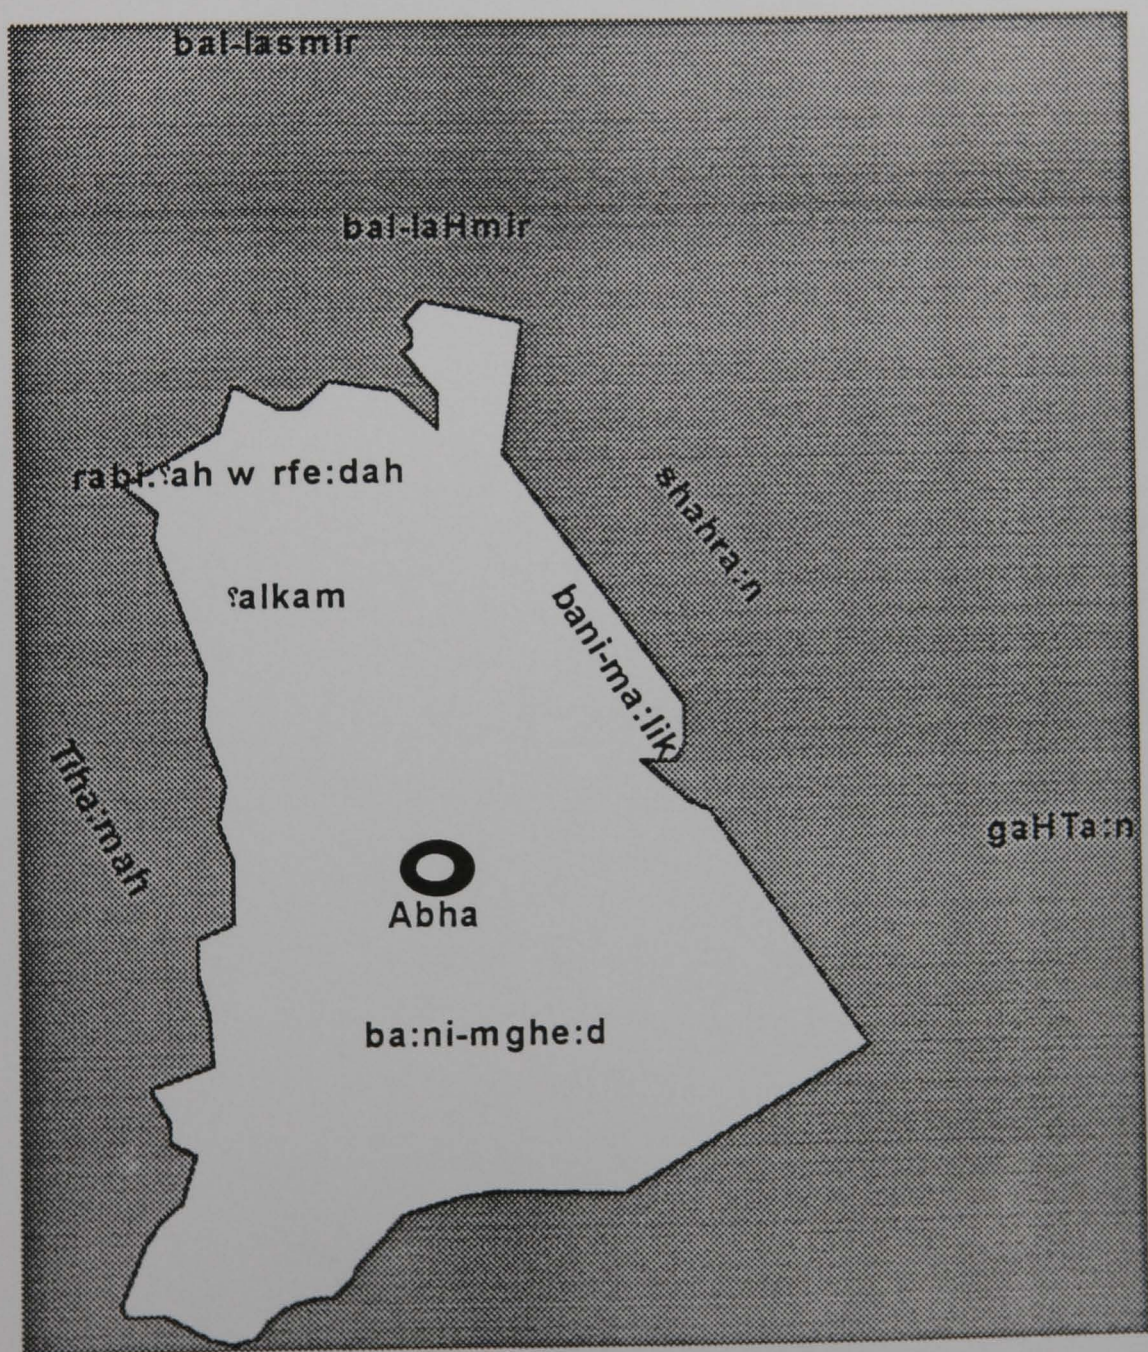 bal-lasmir
bal-laHmir
rabi:ʕah w rfe:dah
shahra:n
ʕalkam
bani-ma:lik
Tiha:mah
gaHTa:n
Abha
ba:ni-mghe:d